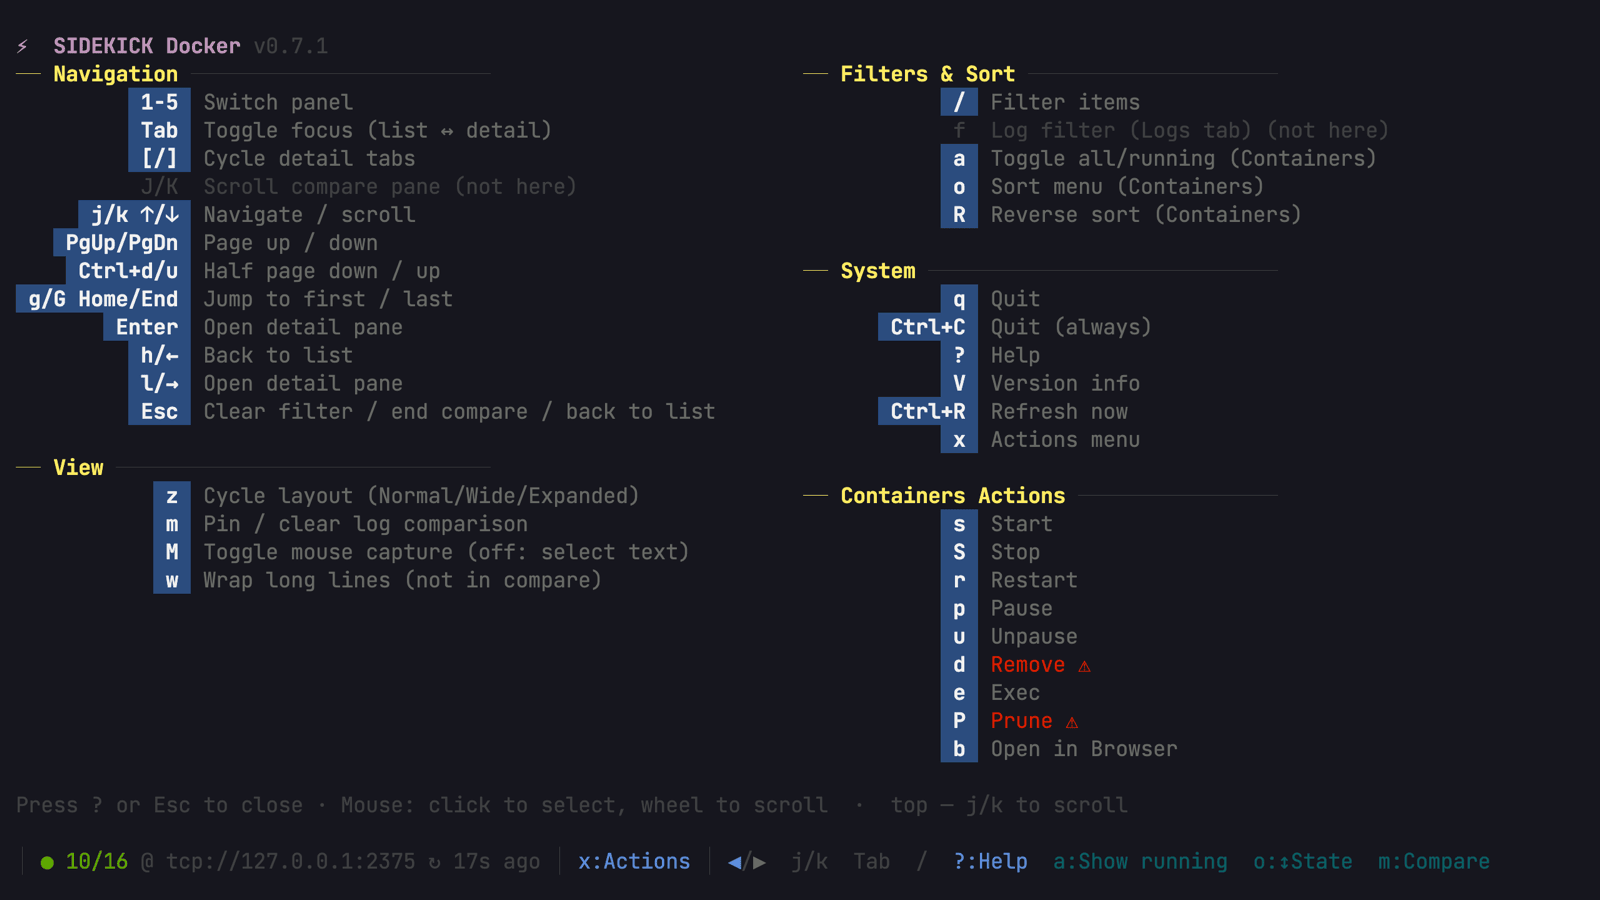 ⚡ SIDEKICK Docker v0.7.1
Navigation
1-5 Switch panel
Tab Toggle focus (list ↔ detail)
[/] Cycle detail tabs
J/K Scroll compare pane (not here)
j/k ↑/↓ Navigate / scroll
PgUp/PgDn Page up / down
Ctrl+d/u Half page down / up
g/G Home/End Jump to first / last
Enter Open detail pane
h/← Back to list
l/→ Open detail pane
Esc Clear filter / end compare / back to list
View
z Cycle layout (Normal/Wide/Expanded)
m Pin / clear log comparison
M Toggle mouse capture (off: select text)
w Wrap long lines (not in compare)
Filters & Sort
/ Filter items
f Log filter (Logs tab) (not here)
a Toggle all/running (Containers)
o Sort menu (Containers)
R Reverse sort (Containers)
System
q Quit
Ctrl+C Quit (always)
? Help
V Version info
Ctrl+R Refresh now
x Actions menu
Containers Actions
s Start
S Stop
r Restart
p Pause
u Unpause
d Remove ⚠
e Exec
P Prune ⚠
b Open in Browser
Press ? or Esc to close · Mouse: click to select, wheel to scroll · top — j/k to scroll
● 10/16 @ tcp://127.0.0.1:2375 ↻ 17s ago │ x:Actions │ ◀/▶ j/k Tab / ?:Help a:Show running o:↕State m:Compare